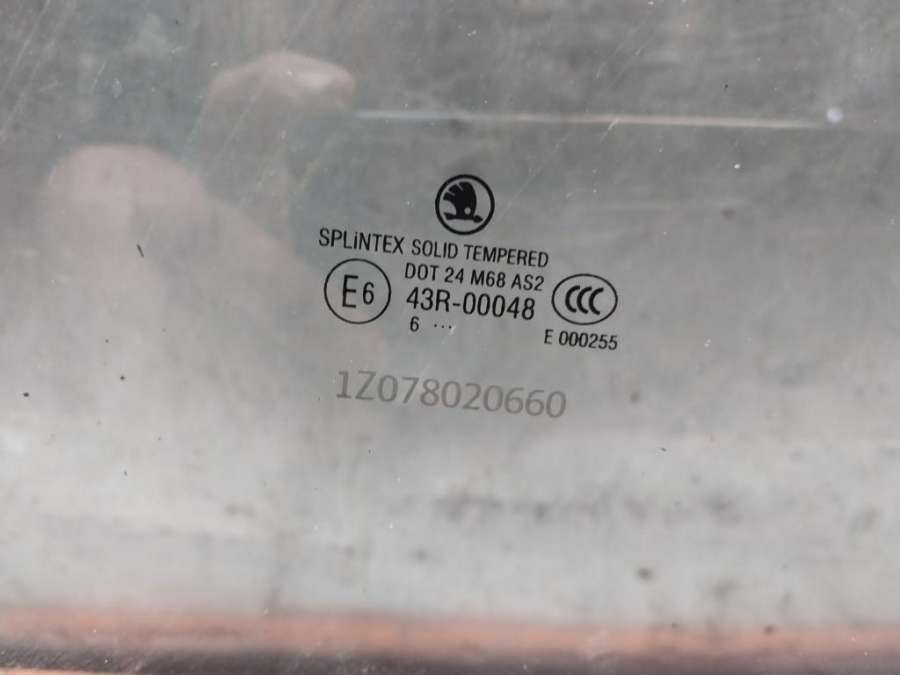 SPLiNTEX SOLID TEMPERED
DOT 24 M68 AS2
E6
43R-00048
CCC
6 ...
E 000255
1Z078020660